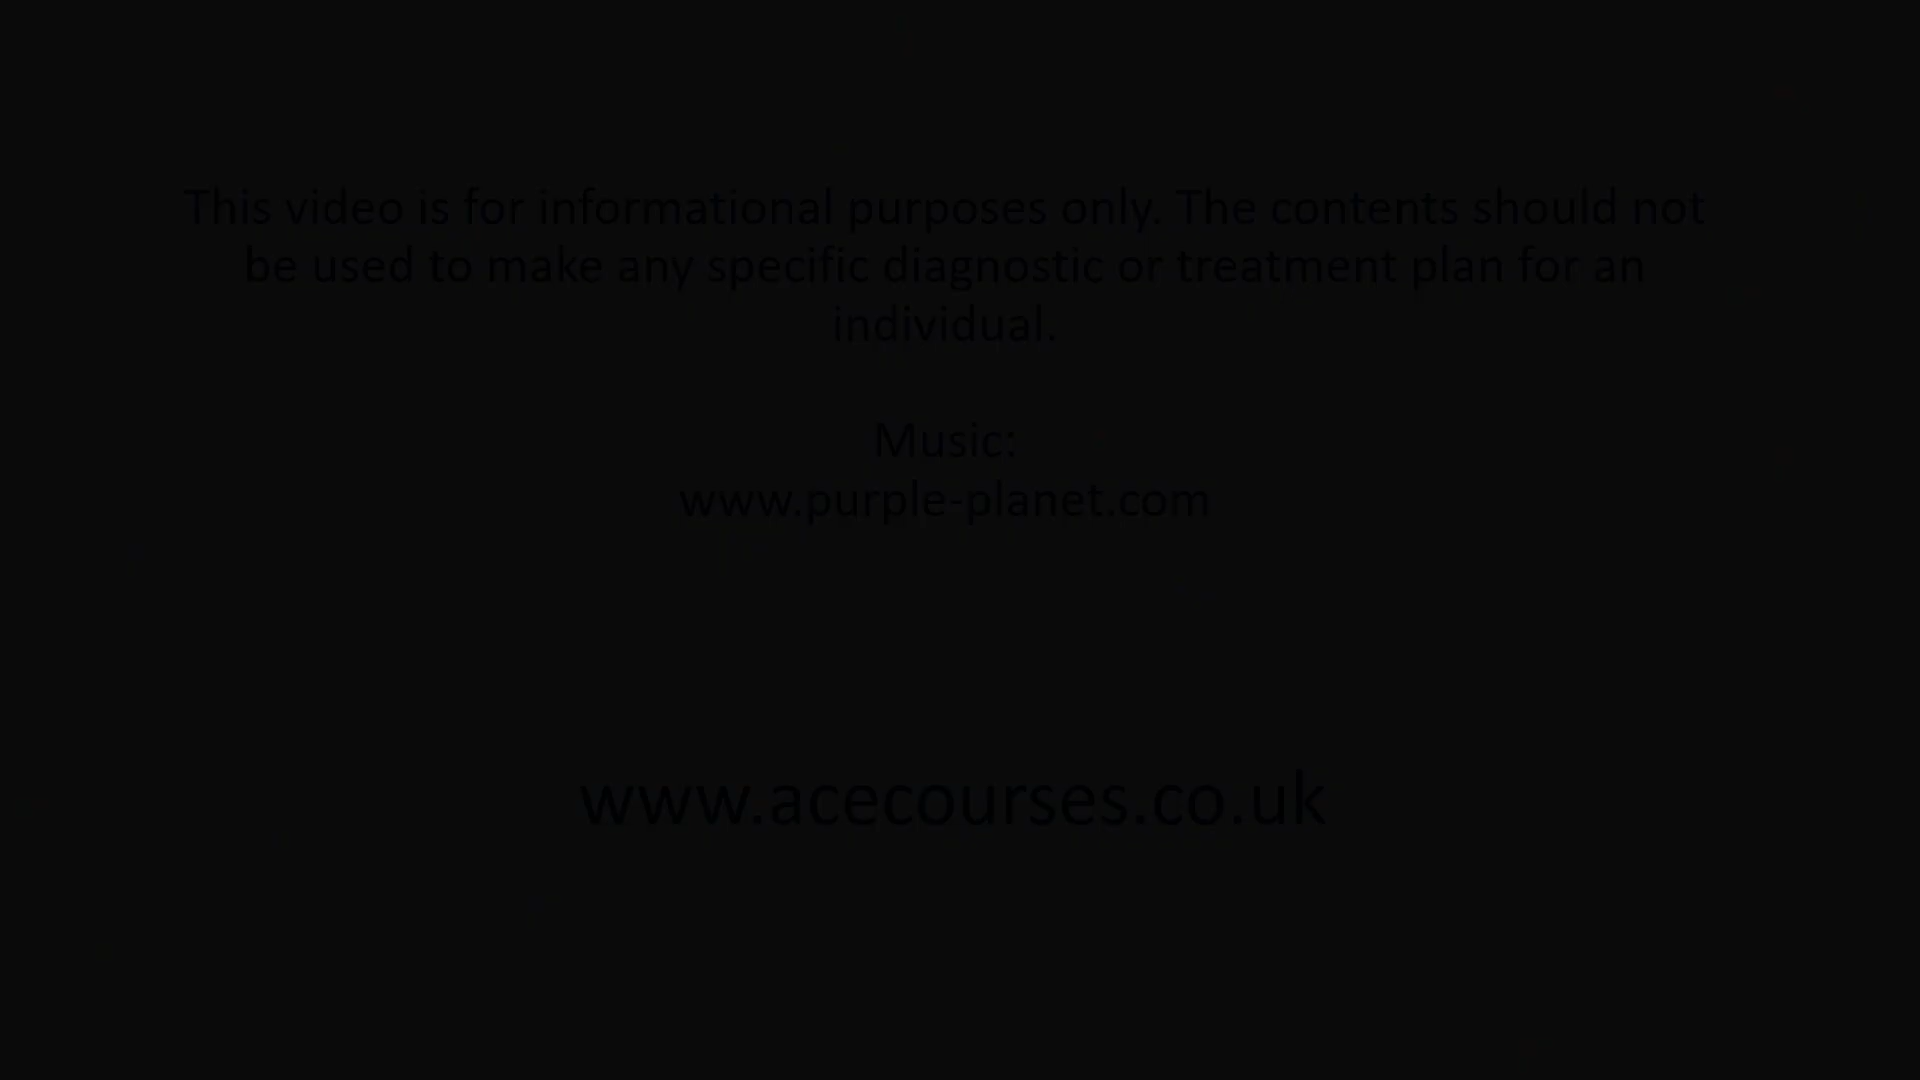 This video is for informational purposes only. The contents should not
be used to make any specific diagnostic or treatment plan for an
individual.
Music:
www.purple-planet.com
www.acecourses.co.uk